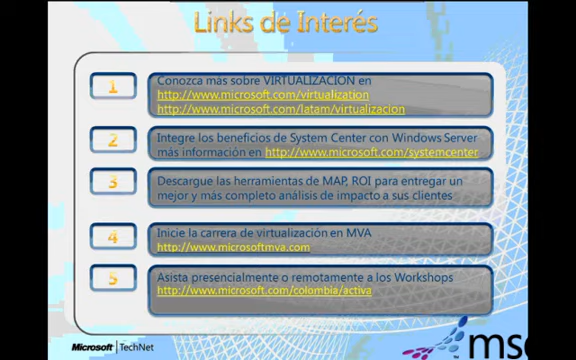 Links de Interés
1
Conozca más sobre VIRTUALIZACION en
http://www.microsoft.com/virtualization
http://www.microsoft.com/latam/virtualizacion
2
Integre los beneficios de System Center con Windows Server
más información en http://www.microsoft.com/systemcenter
3
Descargue las herramientas de MAP, ROI para entregar un
mejor y más completo análisis de impacto a sus clientes
4
Inicie la carrera de virtualización en MVA
http://www.microsoftmva.com
5
Asista presencialmente o remotamente a los Workshops
http://www.microsoft.com/colombia/activa
Microsoft | TechNet